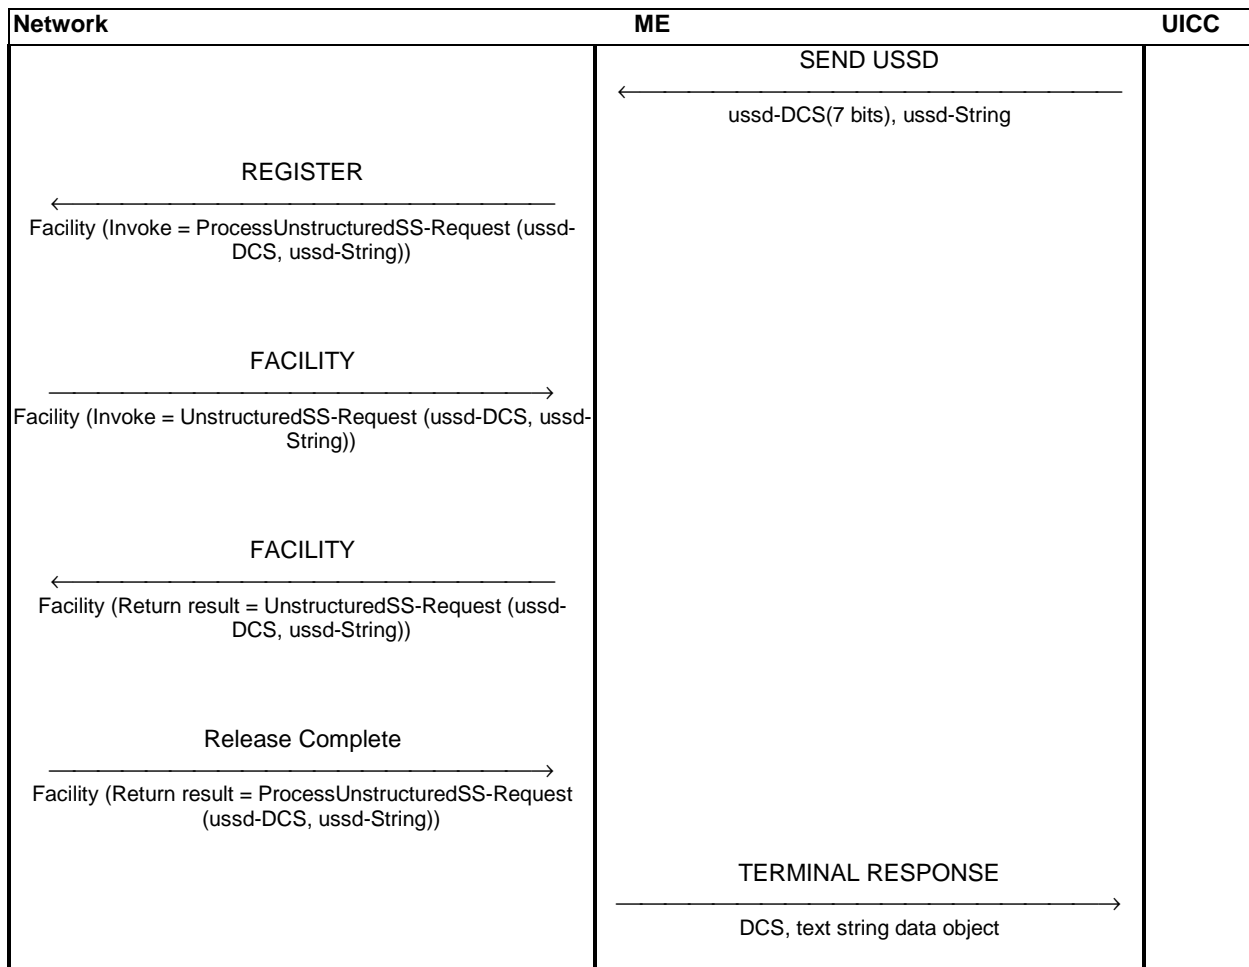 Network ME UICC
SEND USSD
ussd-DCS(7 bits), ussd-String
REGISTER
Facility (Invoke = ProcessUnstructuredSS-Request (ussd-
DCS, ussd-String))
FACILITY
Facility (Invoke = UnstructuredSS-Request (ussd-DCS, ussd-
String))
FACILITY
Facility (Return result = UnstructuredSS-Request (ussd-
DCS, ussd-String))
Release Complete
Facility (Return result = ProcessUnstructuredSS-Request
(ussd-DCS, ussd-String))
TERMINAL RESPONSE
DCS, text string data object